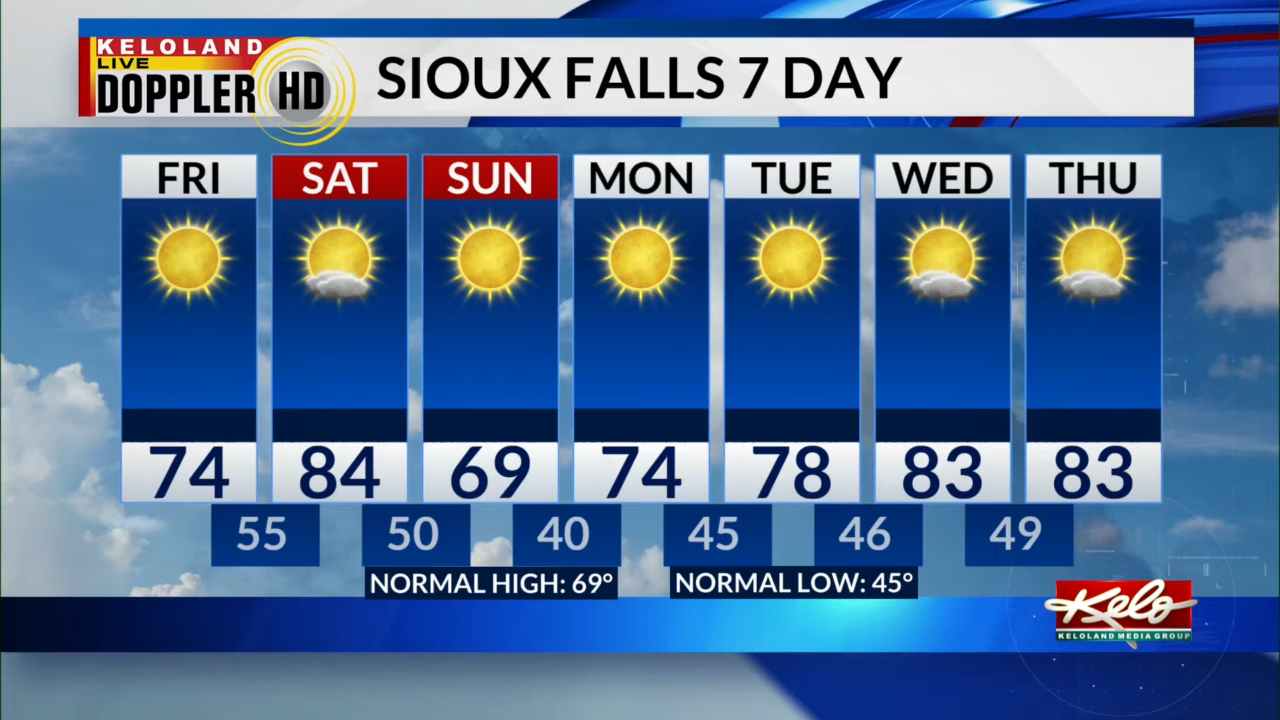 KELOLAND
LIVE
DOPPLER HD
SIOUX FALLS 7 DAY
FRI SAT SUN MON TUE WED THU
74 84 69 74 78 83 83
55 50 40 45 46 49
NORMAL HIGH: 69° NORMAL LOW: 45°
Kelo
KELOLAND MEDIA GROUP